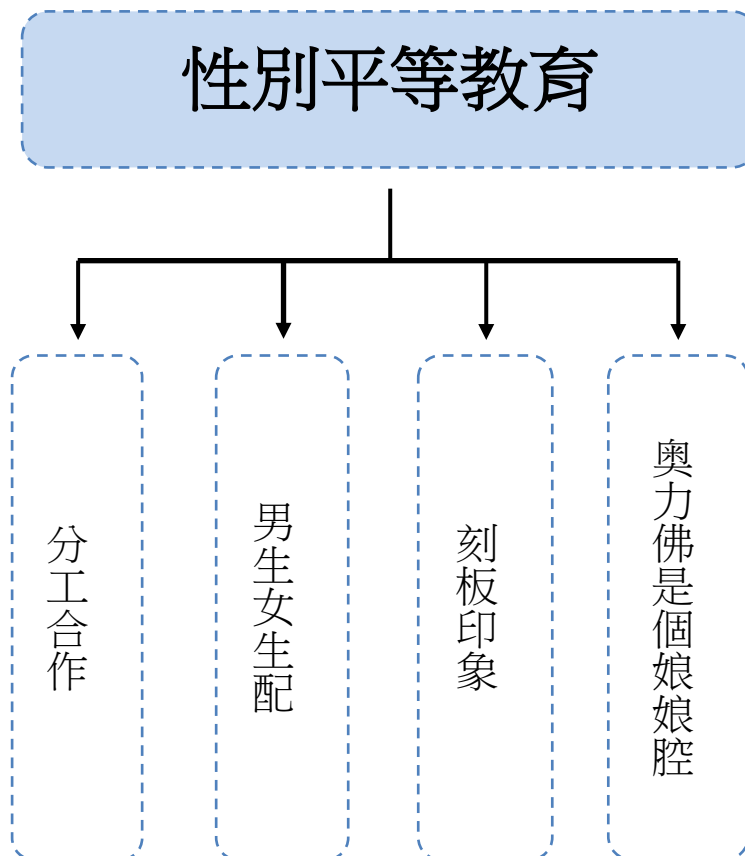 性別平等教育
分工合作
男生女生配
刻板印象
奧力佛是個娘娘腔